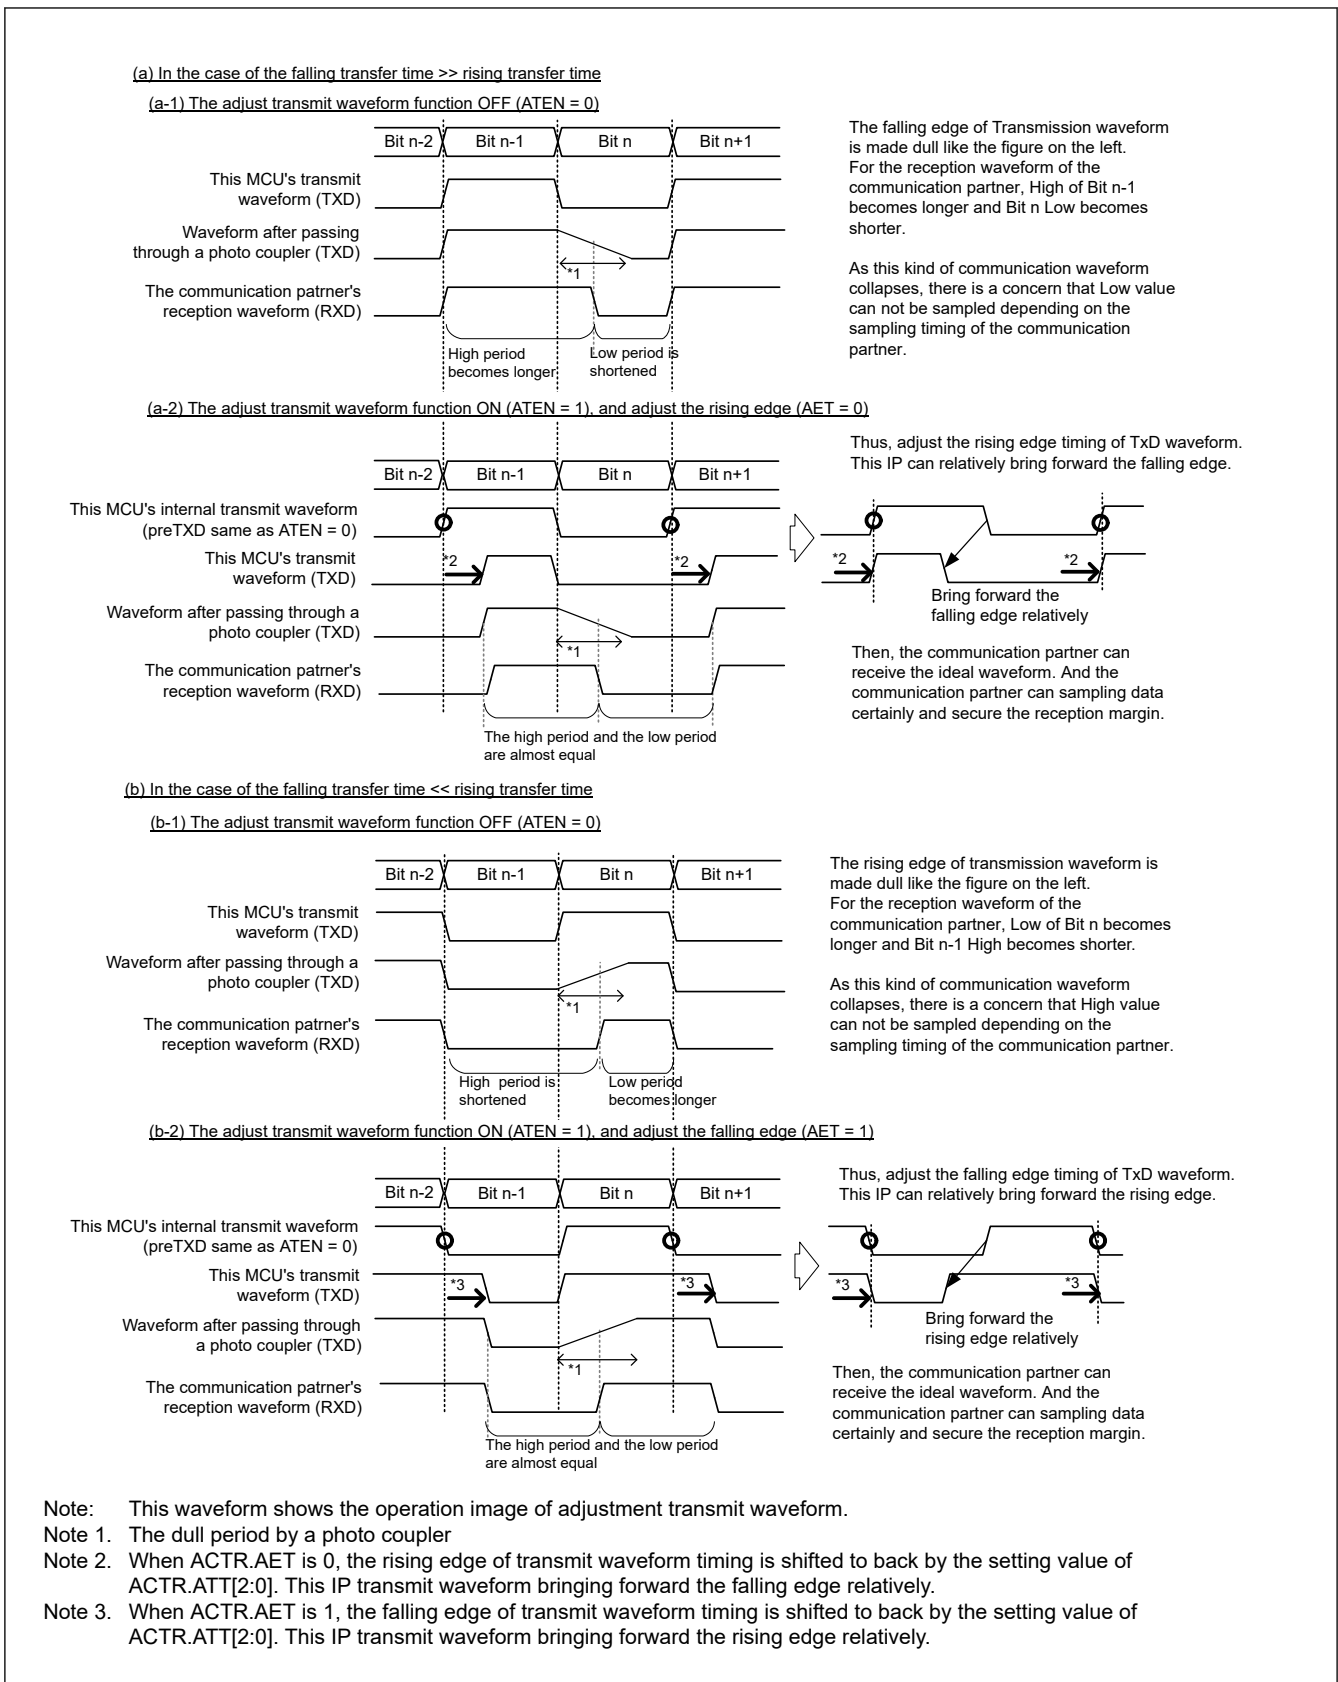 (a) In the case of the falling transfer time >> rising transfer time
(a-1) The adjust transmit waveform function OFF (ATEN = 0)
Bit n-2 Bit n-1 Bit n Bit n+1
This MCU's transmit
waveform (TXD)
Waveform after passing
through a photo coupler (TXD)
*1
The communication patrner's
reception waveform (RXD)
High period
becomes longer
Low period is
shortened
The falling edge of Transmission waveform
is made dull like the figure on the left.
For the reception waveform of the
communication partner, High of Bit n-1
becomes longer and Bit n Low becomes
shorter.
As this kind of communication waveform
collapses, there is a concern that Low value
can not be sampled depending on the
sampling timing of the communication
partner.
(a-2) The adjust transmit waveform function ON (ATEN = 1), and adjust the rising edge (AET = 0)
Bit n-2 Bit n-1 Bit n Bit n+1
This MCU's internal transmit waveform
(preTXD same as ATEN = 0)
This MCU's transmit
waveform (TXD)
*2 *2
Waveform after passing through a
photo coupler (TXD)
*1
The communication patrner's
reception waveform (RXD)
The high period and the low period
are almost equal
Thus, adjust the rising edge timing of TxD waveform.
This IP can relatively bring forward the falling edge.
*2 *2
Bring forward the
falling edge relatively
Then, the communication partner can
receive the ideal waveform. And the
communication partner can sampling data
certainly and secure the reception margin.
(b) In the case of the falling transfer time << rising transfer time
(b-1) The adjust transmit waveform function OFF (ATEN = 0)
Bit n-2 Bit n-1 Bit n Bit n+1
This MCU's transmit
waveform (TXD)
Waveform after passing through a
photo coupler (TXD)
*1
The communication patrner's
reception waveform (RXD)
High period is
shortened
Low period
becomes longer
The rising edge of transmission waveform is
made dull like the figure on the left.
For the reception waveform of the
communication partner, Low of Bit n becomes
longer and Bit n-1 High becomes shorter.
As this kind of communication waveform
collapses, there is a concern that High value
can not be sampled depending on the
sampling timing of the communication partner.
(b-2) The adjust transmit waveform function ON (ATEN = 1), and adjust the falling edge (AET = 1)
Bit n-2 Bit n-1 Bit n Bit n+1
This MCU's internal transmit waveform
(preTXD same as ATEN = 0)
This MCU's transmit
waveform (TXD)
*3 *3
Waveform after passing through
a photo coupler (TXD)
*1
The communication patrner's
reception waveform (RXD)
The high period and the low period
are almost equal
Thus, adjust the falling edge timing of TxD waveform.
This IP can relatively bring forward the rising edge.
*3 *3
Bring forward the
rising edge relatively
Then, the communication partner can
receive the ideal waveform. And the
communication partner can sampling data
certainly and secure the reception margin.
Note: This waveform shows the operation image of adjustment transmit waveform.
Note 1. The dull period by a photo coupler
Note 2. When ACTR.AET is 0, the rising edge of transmit waveform timing is shifted to back by the setting value of
ACTR.ATT[2:0]. This IP transmit waveform bringing forward the falling edge relatively.
Note 3. When ACTR.AET is 1, the falling edge of transmit waveform timing is shifted to back by the setting value of
ACTR.ATT[2:0]. This IP transmit waveform bringing forward the rising edge relatively.